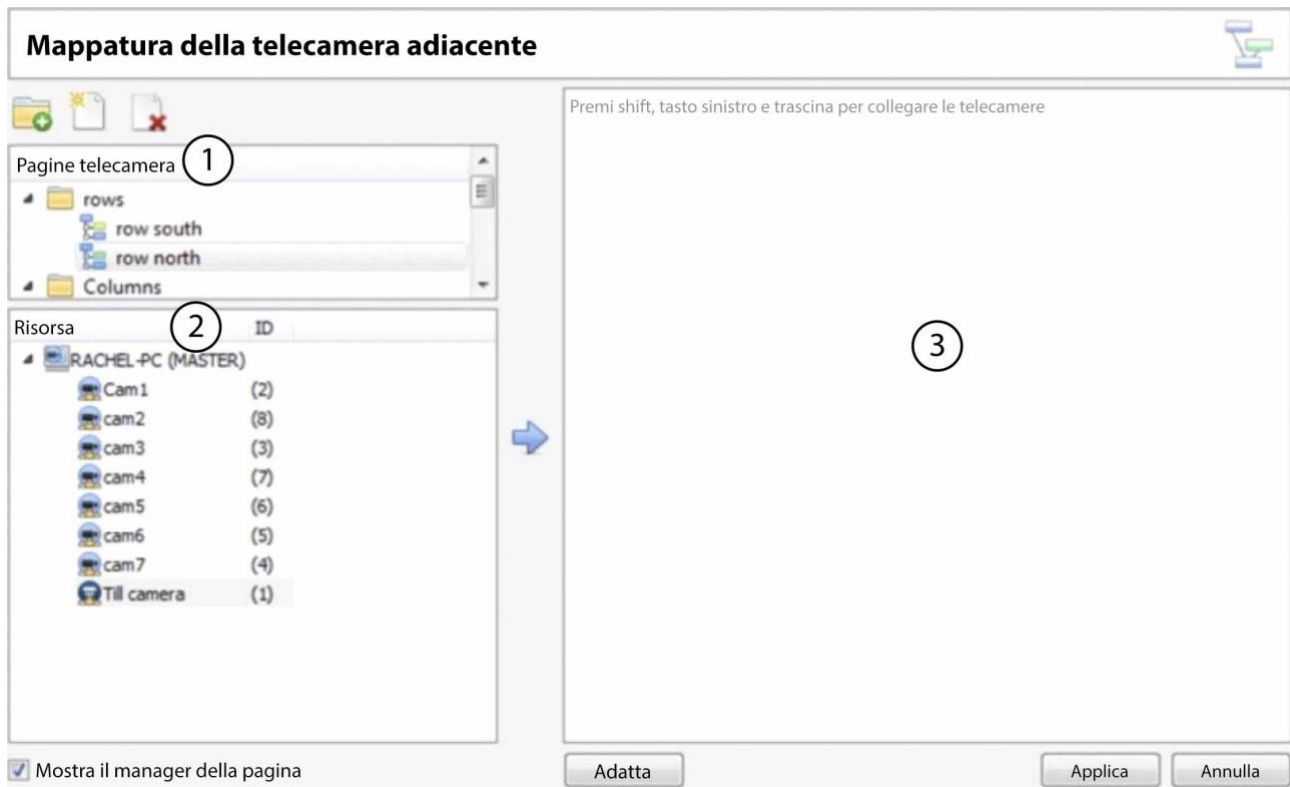 Mappatura della telecamera adiacente
Premi shift, tasto sinistro e trascina per collegare le telecamere
Pagine telecamera 1
rows
row south
row north
Columns
Risorsa 2 ID
RACHEL-PC (MASTER)
Cam1 (2)
cam2 (8)
cam3 (3)
cam4 (7)
cam5 (6)
cam6 (5)
cam7 (4)
Till camera (1)
3
Mostra il manager della pagina
Adatta
Applica
Annulla